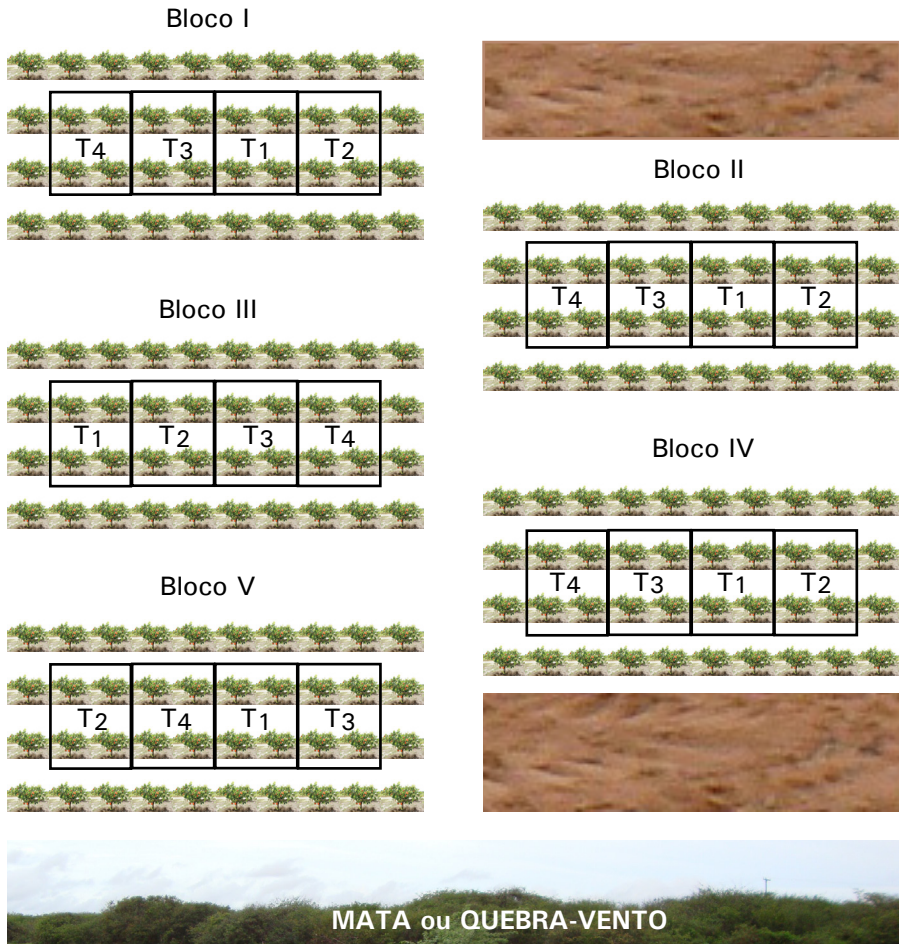 Bloco I
T4 T3 T1 T2
Bloco II
T4 T3 T1 T2
Bloco III
T1 T2 T3 T4
Bloco IV
T4 T3 T1 T2
Bloco V
T2 T4 T1 T3
MATA ou QUEBRA-VENTO